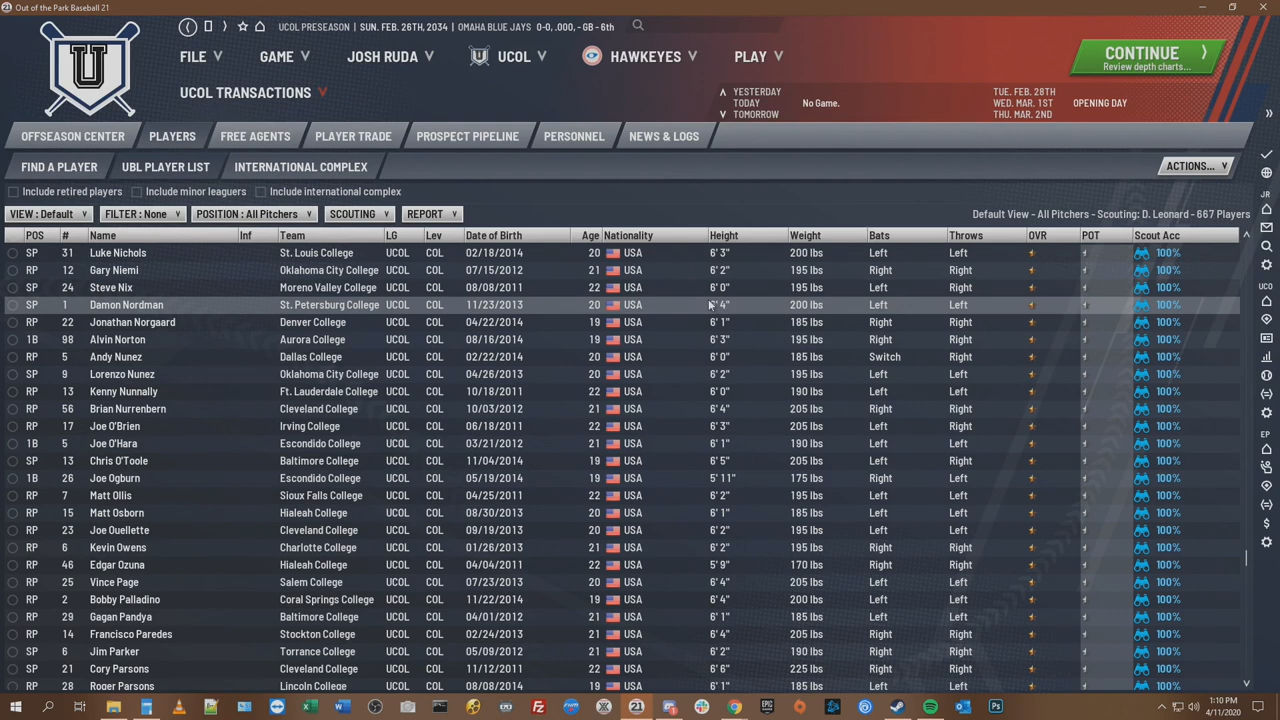 Out of the Park Baseball 21
UCOL PRESEASON | SUN. FEB. 26TH, 2034 | OMAHA BLUE JAYS 0-0, .000, - GB - 6th
FILE GAME JOSH RUDA UCOL HAWKEYES PLAY
CONTINUE
Review depth charts...
U
UCOL TRANSACTIONS
YESTERDAY
TODAY
TOMORROW
No Game.
TUE. FEB. 28TH
WED. MAR. 1ST OPENING DAY
THU. MAR. 2ND
OFFSEASON CENTER PLAYERS FREE AGENTS PLAYER TRADE PROSPECT PIPELINE PERSONNEL NEWS & LOGS
FIND A PLAYER UBL PLAYER LIST INTERNATIONAL COMPLEX ACTIONS...
Include retired players Include minor leaguers Include international complex
VIEW : Default FILTER : None POSITION : All Pitchers SCOUTING REPORT Default View - All Pitchers - Scouting: D. Leonard - 667 Players
POS # Name Inf Team LG Lev Date of Birth Age Nationality Height Weight Bats Throws OVR POT Scout Acc
SP 31 Luke Nichols St. Louis College UCOL COL 02/18/2014 20 USA 6' 3" 200 lbs Left Left 100%
RP 12 Gary Niemi Oklahoma City College UCOL COL 07/15/2012 21 USA 6' 2" 195 lbs Right Right 100%
SP 24 Steve Nix Moreno Valley College UCOL COL 08/08/2011 22 USA 6' 0" 195 lbs Right Left 100%
SP 1 Damon Nordman St. Petersburg College UCOL COL 11/23/2013 20 USA 6' 4" 200 lbs Left Left 100%
RP 22 Jonathan Norgaard Denver College UCOL COL 04/22/2014 19 USA 6' 1" 185 lbs Right Left 100%
1B 98 Alvin Norton Aurora College UCOL COL 08/16/2014 19 USA 6' 3" 195 lbs Right Right 100%
RP 5 Andy Nunez Dallas College UCOL COL 02/22/2014 20 USA 6' 0" 185 lbs Switch Right 100%
SP 9 Lorenzo Nunez Oklahoma City College UCOL COL 04/26/2013 20 USA 6' 2" 195 lbs Left Left 100%
RP 13 Kenny Nunnally Ft. Lauderdale College UCOL COL 10/18/2011 22 USA 6' 0" 190 lbs Left Left 100%
RP 56 Brian Nurrenbern Cleveland College UCOL COL 10/03/2012 21 USA 6' 4" 205 lbs Right Right 100%
RP 17 Joe O'Brien Irving College UCOL COL 06/18/2011 22 USA 6' 3" 205 lbs Left Left 100%
1B 5 Joe O'Hara Escondido College UCOL COL 03/21/2012 21 USA 6' 1" 190 lbs Left Left 100%
SP 13 Chris O'Toole Baltimore College UCOL COL 11/04/2014 19 USA 6' 5" 205 lbs Right Right 100%
1B 26 Joe Ogburn Escondido College UCOL COL 05/19/2014 19 USA 5' 11" 175 lbs Right Right 100%
RP 7 Matt Ollis Sioux Falls College UCOL COL 04/25/2011 22 USA 6' 2" 195 lbs Left Left 100%
RP 15 Matt Osborn Hialeah College UCOL COL 08/30/2013 20 USA 6' 1" 185 lbs Right Right 100%
RP 23 Joe Ouellette Cleveland College UCOL COL 09/19/2013 20 USA 6' 2" 195 lbs Left Left 100%
RP 6 Kevin Owens Charlotte College UCOL COL 01/26/2013 21 USA 6' 2" 195 lbs Right Right 100%
RP 46 Edgar Ozuna Hialeah College UCOL COL 04/04/2011 22 USA 5' 9" 170 lbs Right Left 100%
RP 25 Vince Page Salem College UCOL COL 07/23/2013 20 USA 6' 4" 205 lbs Left Left 100%
RP 2 Bobby Palladino Coral Springs College UCOL COL 11/22/2014 19 USA 6' 4" 205 lbs Left Left 100%
RP 29 Gagan Pandya Baltimore College UCOL COL 04/01/2012 21 USA 6' 1" 185 lbs Right Left 100%
RP 14 Francisco Paredes Stockton College UCOL COL 02/24/2013 21 USA 6' 4" 205 lbs Right Right 100%
SP 6 Jim Parker Torrance College UCOL COL 05/09/2012 21 USA 6' 2" 190 lbs Right Left 100%
SP 21 Cory Parsons Cleveland College UCOL COL 11/12/2011 22 USA 6' 6" 225 lbs Right Right 100%
RP 28 Roger Parsons Lincoln College UCOL COL 08/08/2014 19 USA 6' 1" 185 lbs Left Left 100%
JR
UCO
EP
1:10 PM
4/11/2020